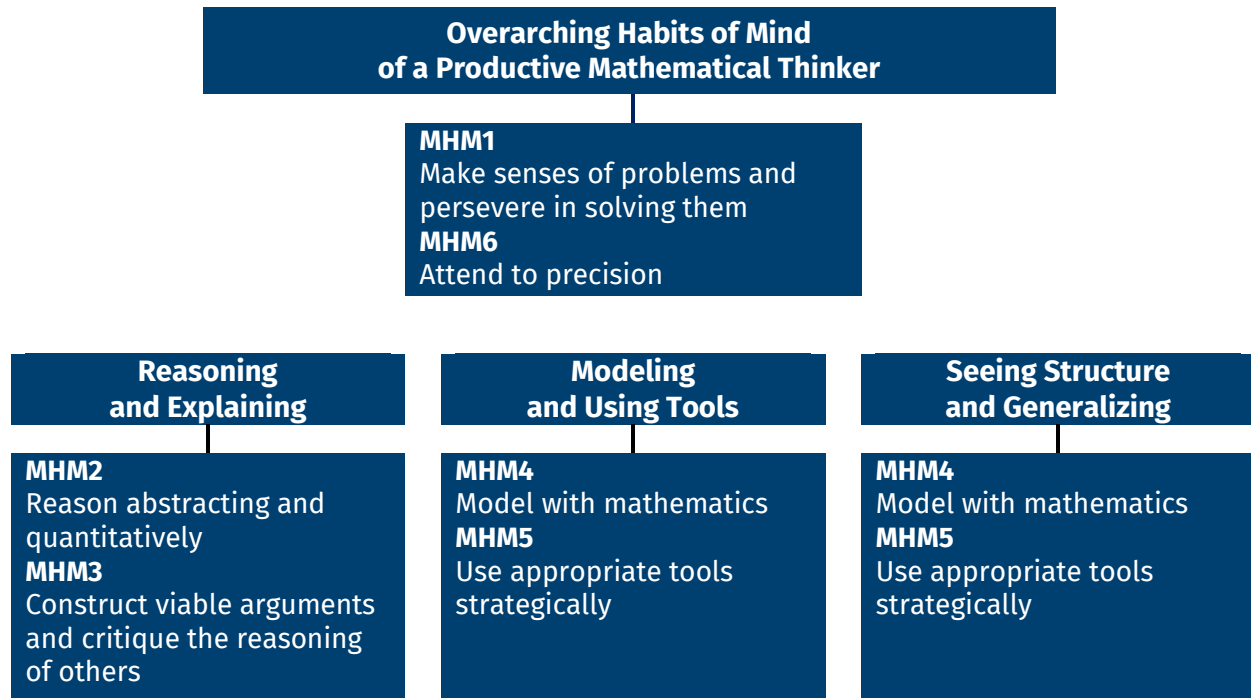 Overarching Habits of Mind
of a Productive Mathematical Thinker
MHM1
Make senses of problems and
persevere in solving them
MHM6
Attend to precision
Reasoning
and Explaining
MHM2
Reason abstracting and
quantitatively
MHM3
Construct viable arguments
and critique the reasoning
of others
Modeling
and Using Tools
MHM4
Model with mathematics
MHM5
Use appropriate tools
strategically
Seeing Structure
and Generalizing
MHM4
Model with mathematics
MHM5
Use appropriate tools
strategically